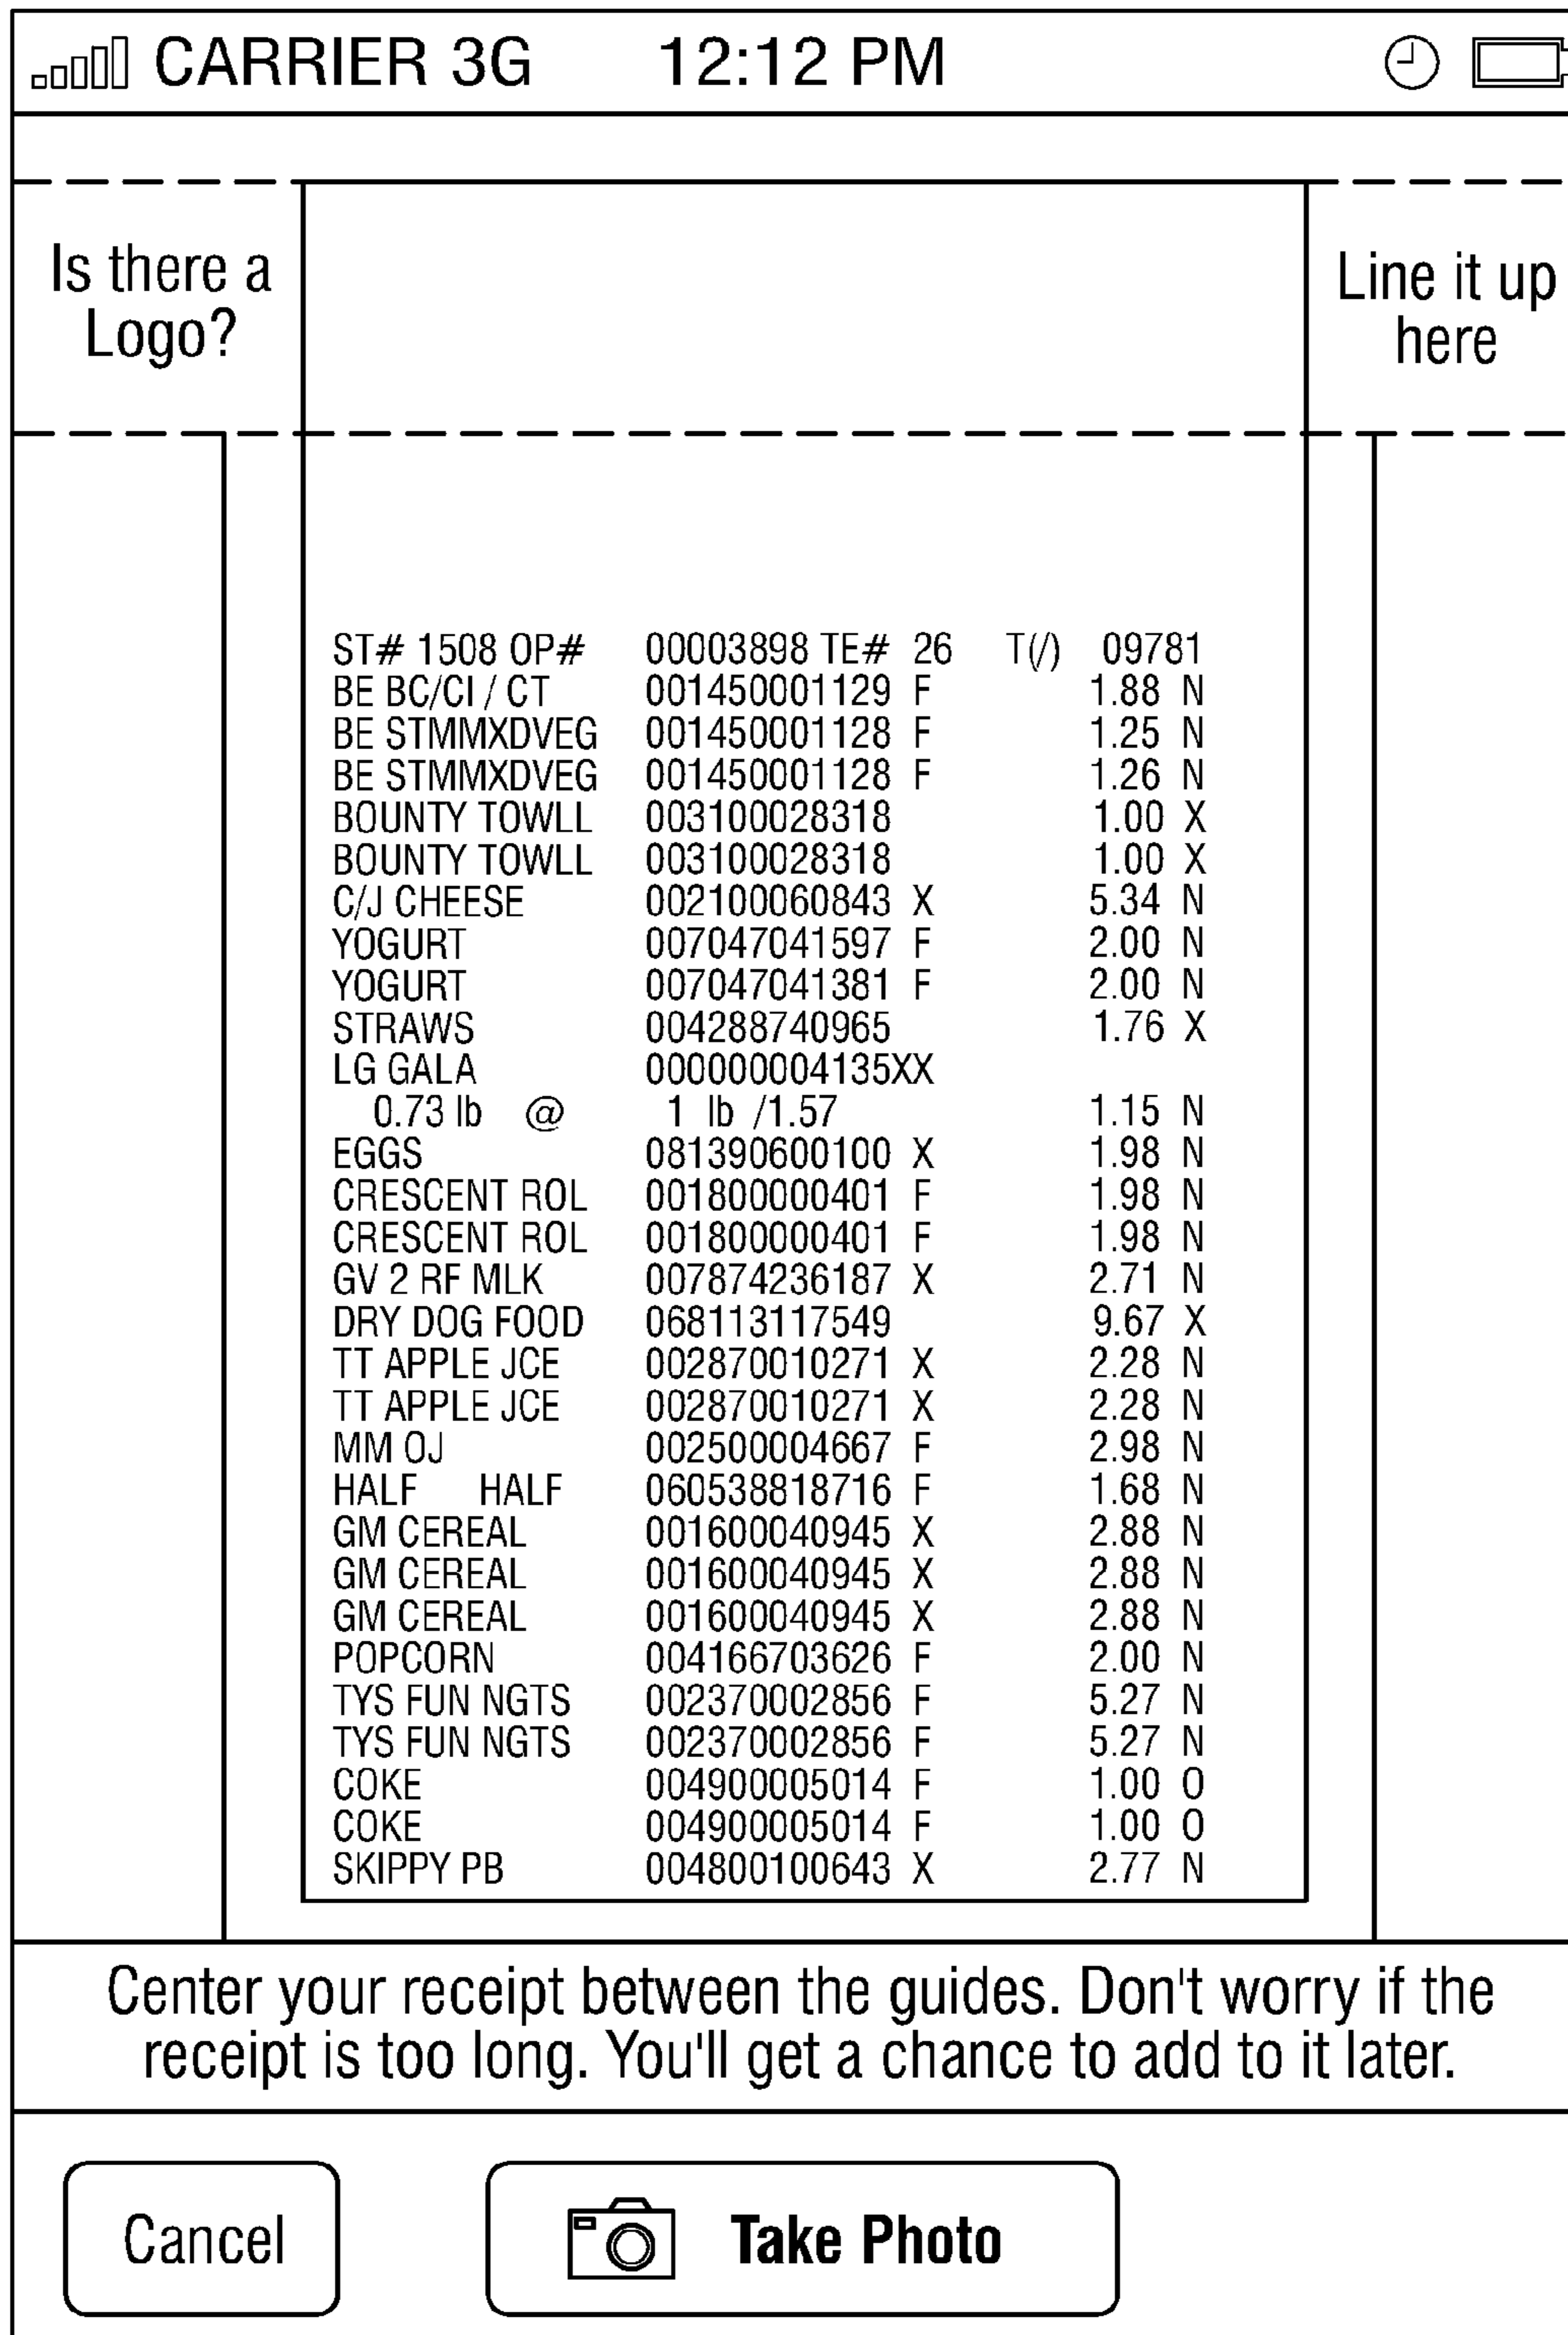 CARRIER 3G 12:12 PM
Is there a
Logo?
Line it up
here
ST# 1508 OP# 00003898 TE# 26 T(/) 09781
BE BC/CI / CT 001450001129 F 1.88 N
BE STMMXDVEG 001450001128 F 1.25 N
BE STMMXDVEG 001450001128 F 1.26 N
BOUNTY TOWLL 003100028318 1.00 X
BOUNTY TOWLL 003100028318 1.00 X
C/J CHEESE 002100060843 X 5.34 N
YOGURT 007047041597 F 2.00 N
YOGURT 007047041381 F 2.00 N
STRAWS 004288740965 1.76 X
LG GALA 000000004135XX
0.73 lb @ 1 lb /1.57 1.15 N
EGGS 081390600100 X 1.98 N
CRESCENT ROL 001800000401 F 1.98 N
CRESCENT ROL 001800000401 F 1.98 N
GV 2 RF MLK 007874236187 X 2.71 N
DRY DOG FOOD 068113117549 9.67 X
TT APPLE JCE 002870010271 X 2.28 N
TT APPLE JCE 002870010271 X 2.28 N
MM OJ 002500004667 F 2.98 N
HALF HALF 060538818716 F 1.68 N
GM CEREAL 001600040945 X 2.88 N
GM CEREAL 001600040945 X 2.88 N
GM CEREAL 001600040945 X 2.88 N
POPCORN 004166703626 F 2.00 N
TYS FUN NGTS 002370002856 F 5.27 N
TYS FUN NGTS 002370002856 F 5.27 N
COKE 004900005014 F 1.00 O
COKE 004900005014 F 1.00 O
SKIPPY PB 004800100643 X 2.77 N
Center your receipt between the guides. Don't worry if the
receipt is too long. You'll get a chance to add to it later.
Cancel
Take Photo